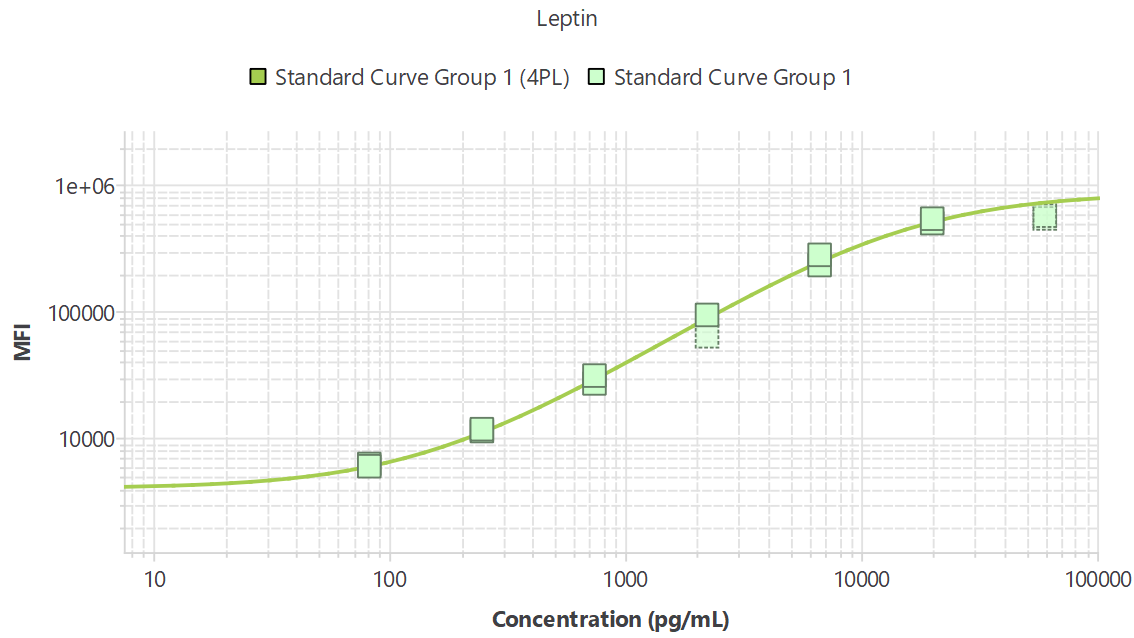 Leptin
Standard Curve Group 1 (4PL) Standard Curve Group 1
1e+06
100000
10000
MFI
10 100 1000 10000 100000
Concentration (pg/mL)